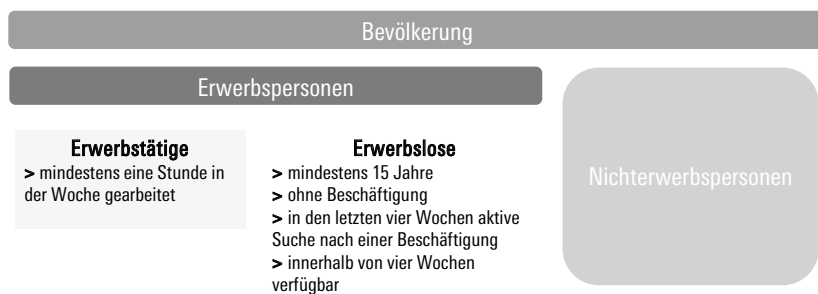 Bevölkerung
Erwerbspersonen
Erwerbstätige
> mindestens eine Stunde in
der Woche gearbeitet
Erwerbslose
> mindestens 15 Jahre
> ohne Beschäftigung
> in den letzten vier Wochen aktive
Suche nach einer Beschäftigung
> innerhalb von vier Wochen
verfügbar
Nichterwerbspersonen